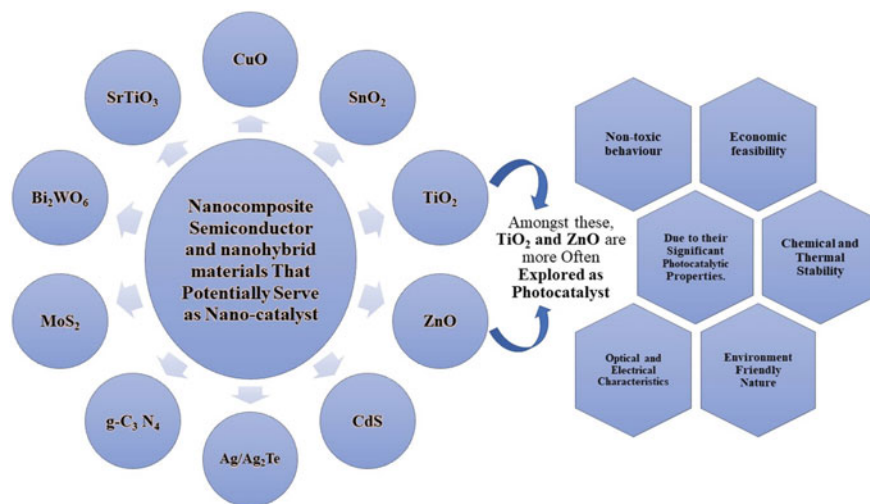 CuO
SnO₂
TiO₂
ZnO
CdS
Ag/Ag₂Te
g-C₃ N₄
MoS₂
Bi₂WO₆
SrTiO₃
Nanocomposite
Semiconductor
and nanohybrid
materials That
Potentially Serve
as Nano-catalyst
Amongst these,
TiO₂ and ZnO are
more Often
Explored as
Photocatalyst
Non-toxic
behaviour
Economic
feasibility
Due to their
Significant
Photocatalytic
Properties.
Chemical and
Thermal
Stability
Optical and
Electrical
Characteristics
Environment
Friendly
Nature